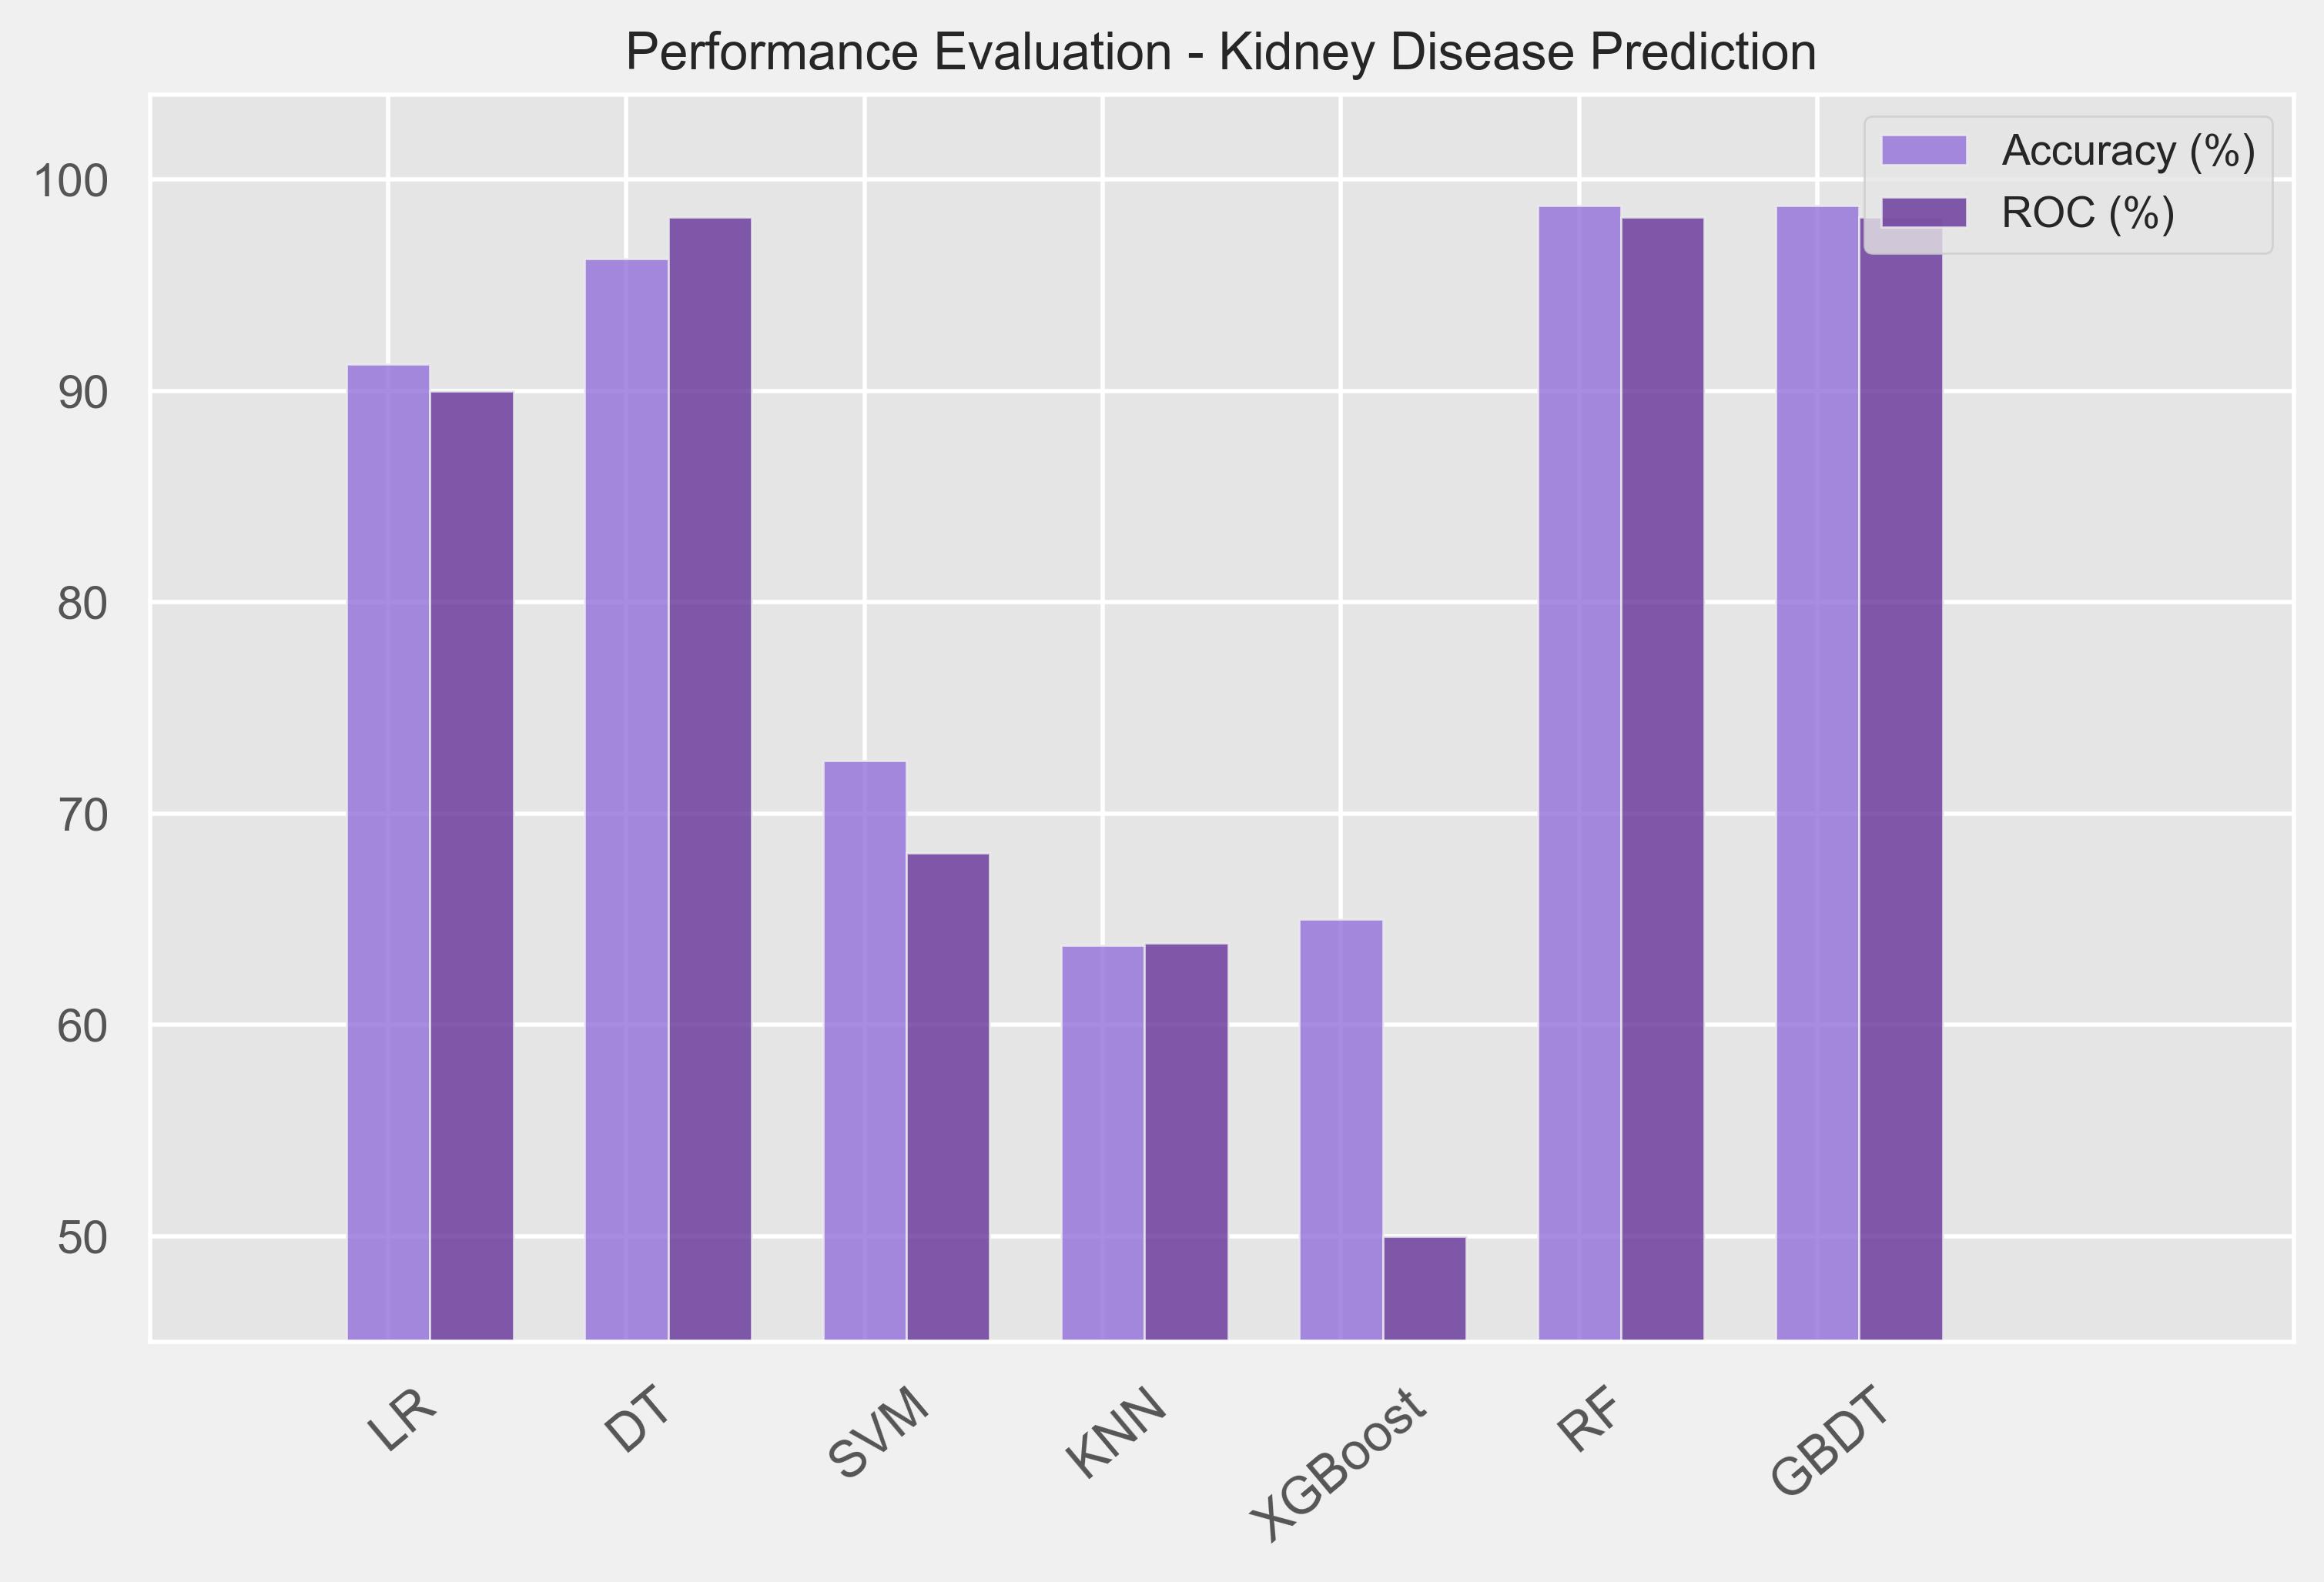 Performance Evaluation - Kidney Disease Prediction
Accuracy (%)
ROC (%)
100
90
80
70
60
50
LR
DT
SVM
KNN
XGBoost
RF
GBDT